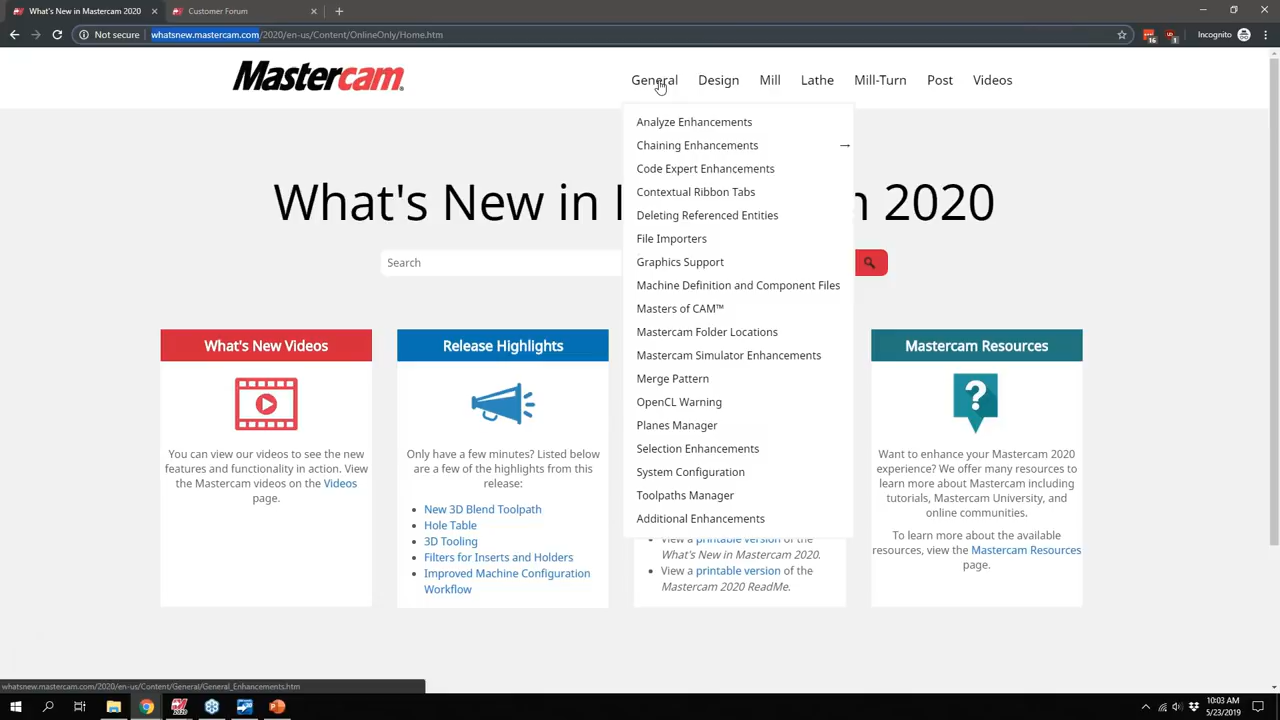 What's New in Mastercam 2020
Customer Forum
Not secure
whatsnew.mastercam.com/2020/en-us/Content/OnlineOnly/Home.htm
16
Incognito
Mastercam
General
Design
Mill
Lathe
Mill-Turn
Post
Videos
Analyze Enhancements
Chaining Enhancements
Code Expert Enhancements
Contextual Ribbon Tabs
Deleting Referenced Entities
File Importers
Graphics Support
Machine Definition and Component Files
Masters of CAM™
Mastercam Folder Locations
Mastercam Simulator Enhancements
Merge Pattern
OpenCL Warning
Planes Manager
Selection Enhancements
System Configuration
Toolpaths Manager
Additional Enhancements
What's New in 2020
Search
What's New Videos
You can view our videos to see the new
features and functionality in action. View
the Mastercam videos on the Videos
page.
Release Highlights
Only have a few minutes? Listed below
are a few of the highlights from this
release:
New 3D Blend Toolpath
Hole Table
3D Tooling
Filters for Inserts and Holders
Improved Machine Configuration
Workflow
View a printable version of the
What's New in Mastercam 2020.
View a printable version of the
Mastercam 2020 ReadMe.
Mastercam Resources
Want to enhance your Mastercam 2020
experience? We offer many resources to
learn more about Mastercam including
tutorials, Mastercam University, and
online communities.
To learn more about the available
resources, view the Mastercam Resources
page.
whatsnew.mastercam.com/2020/en-us/Content/General/General_Enhancements.htm
10:03 AM
5/23/2019